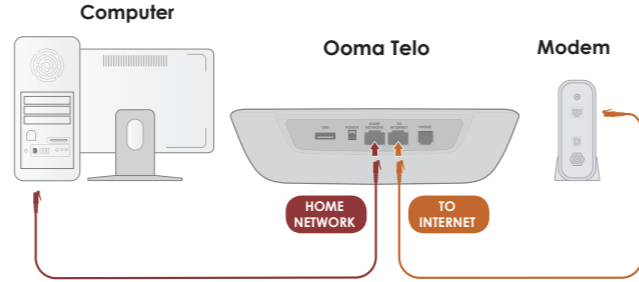 Computer
Ooma Telo
Modem
USB
POWER
HOME
NETWORK
TO
INTERNET
PHONE
HOME
NETWORK
TO
INTERNET